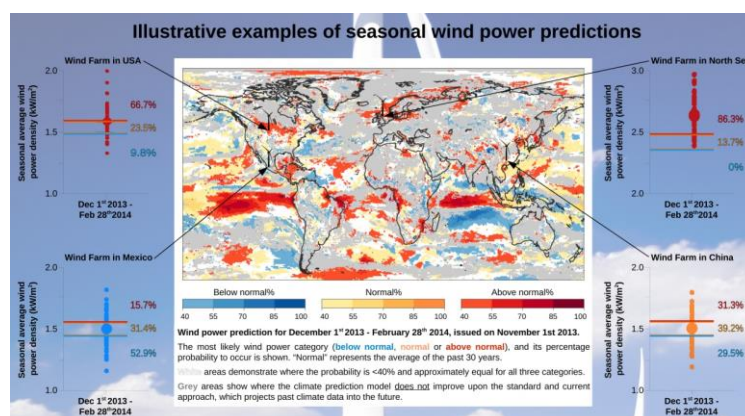 Illustrative examples of seasonal wind power predictions
Wind Farm in USA
Seasonal average wind
power density (kW/m²)
2.0
1.5
1.0
66.7%
23.5%
9.8%
Dec 1st 2013 -
Feb 28th 2014
Wind Farm in North Se
Seasonal average wind
power density (kW/m²)
3.0
2.5
2.0
86.3%
13.7%
0%
Dec 1st 2013 -
Feb 28th 2014
Wind Farm in Mexico
Seasonal average wind
power density (kW/m²)
2.0
1.5
1.0
15.7%
31.4%
52.9%
Dec 1st 2013 -
Feb 28th 2014
Wind Farm in China
Seasonal average wind
power density (kW/m²)
2.0
1.5
1.0
31.3%
39.2%
29.5%
Dec 1st 2013 -
Feb 28th 2014
Below normal% Normal% Above normal%
40 55 70 85 100 40 55 70 85 100 40 55 70 85 100
Wind power prediction for December 1st 2013 - February 28th 2014, issued on November 1st 2013.
The most likely wind power category (below normal, normal or above normal), and its percentage
probability to occur is shown. "Normal" represents the average of the past 30 years.
White areas demonstrate where the probability is <40% and approximately equal for all three categories.
Grey areas show where the climate prediction model does not improve upon the standard and current
approach, which projects past climate data into the future.